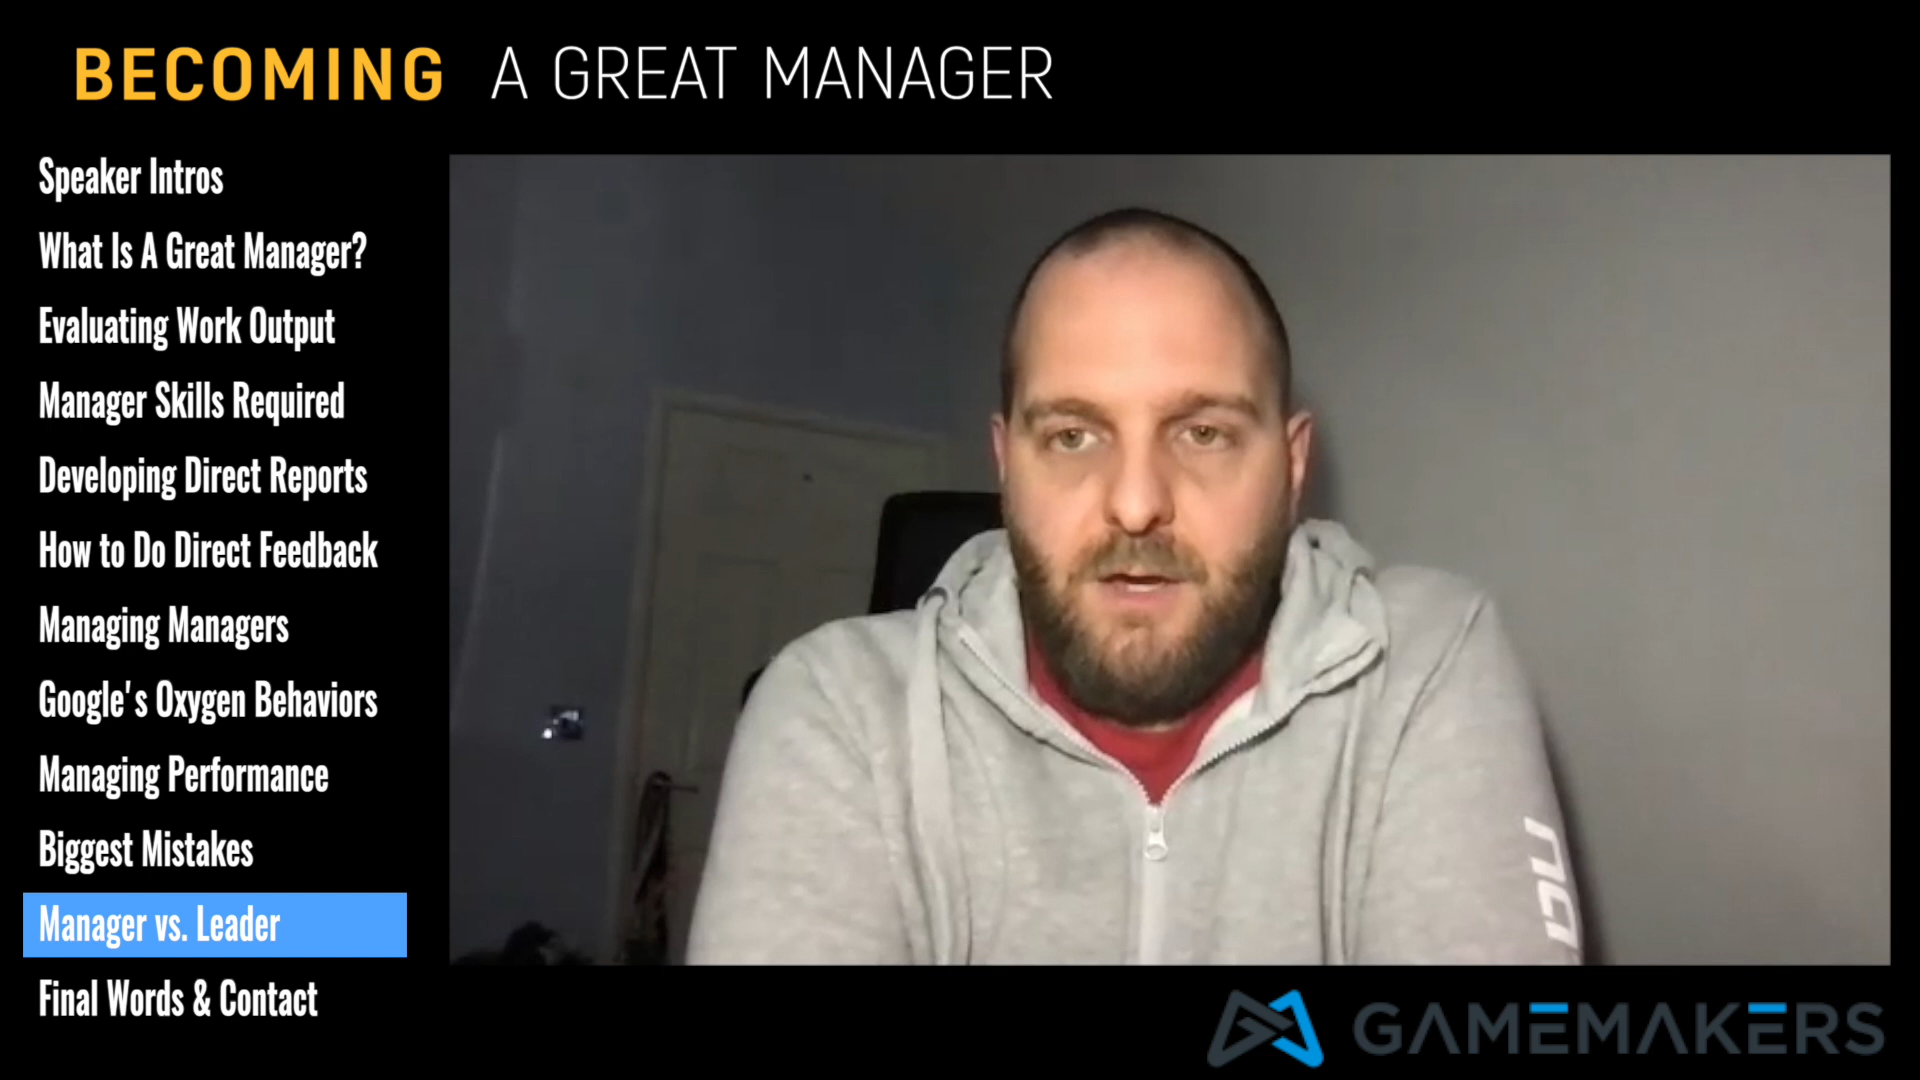 BECOMING A GREAT MANAGER
Speaker Intros
What Is A Great Manager?
Evaluating Work Output
Manager Skills Required
Developing Direct Reports
How to Do Direct Feedback
Managing Managers
Google's Oxygen Behaviors
Managing Performance
Biggest Mistakes
Manager vs. Leader
Final Words & Contact
GAMEMAKERS